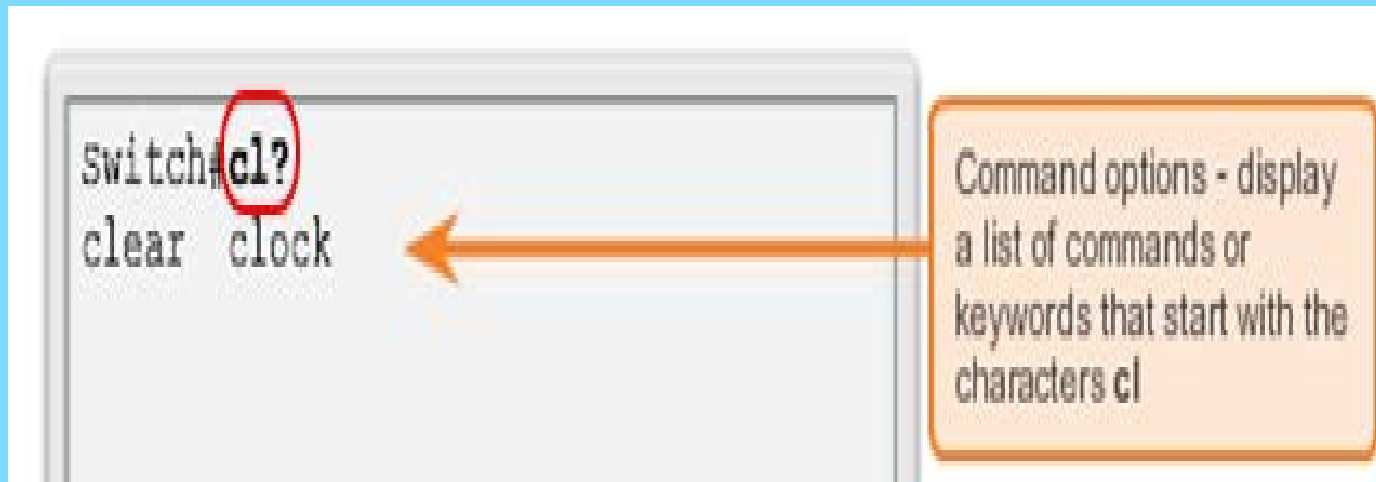 Switch#cl?
clear clock
Command options - display
a list of commands or
keywords that start with the
characters cl